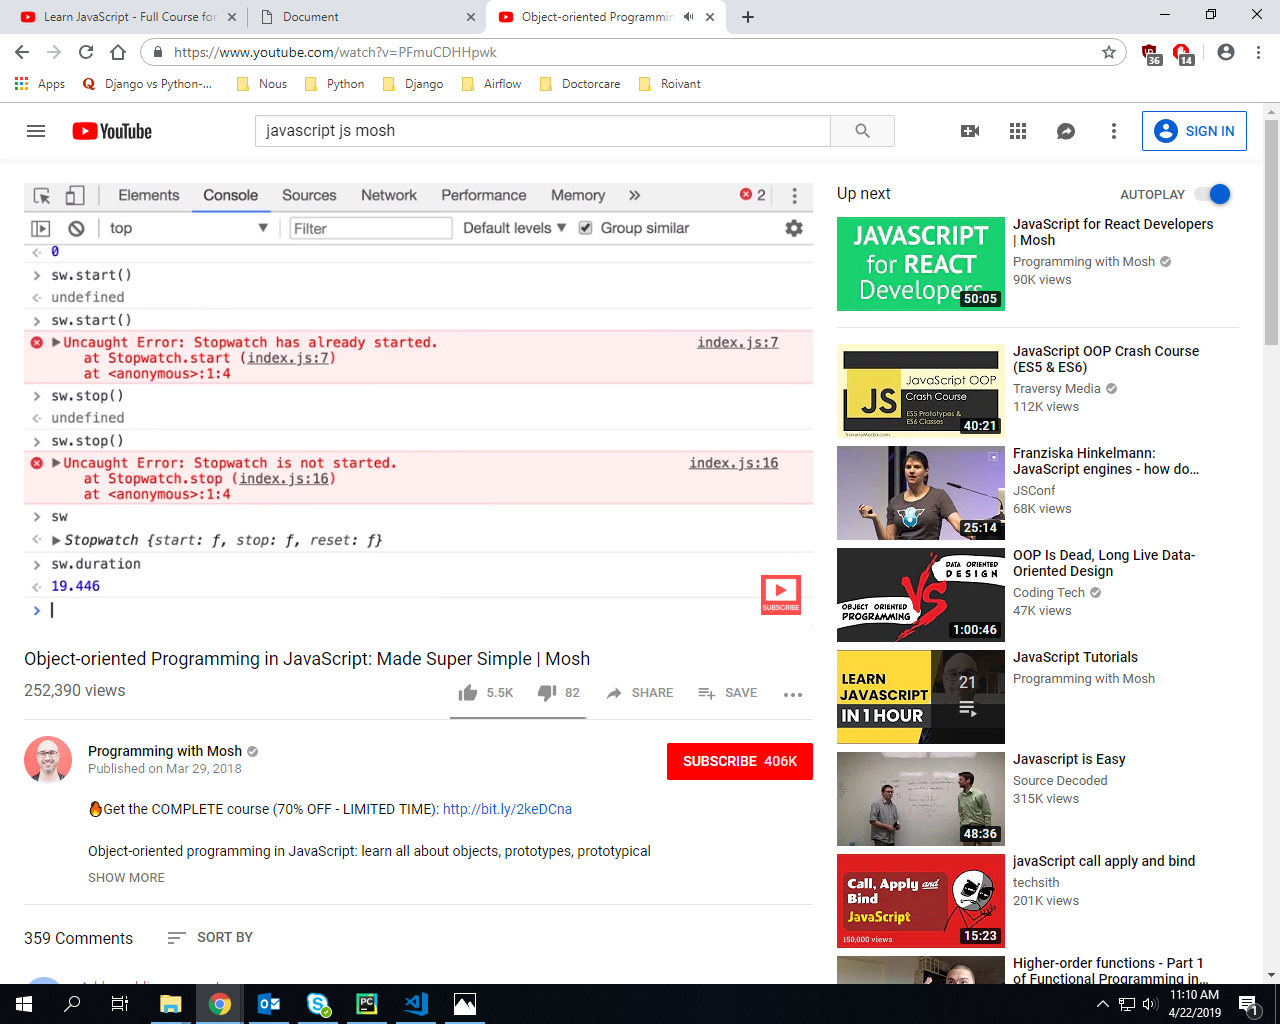 Learn JavaScript - Full Course for
Document
Object-oriented Programmin
https://www.youtube.com/watch?v=PFmuCDHHpwk
36
14
Apps
Django vs Python-...
Nous
Python
Django
Airflow
Doctorcare
Roivant
YouTube
javascript js mosh
SIGN IN
Elements Console Sources Network Performance Memory » 2
top
Filter
Default levels
Group similar
0
sw.start()
undefined
sw.start()
Uncaught Error: Stopwatch has already started. index.js:7
at Stopwatch.start (index.js:7)
at <anonymous>:1:4
sw.stop()
undefined
sw.stop()
Uncaught Error: Stopwatch is not started. index.js:16
at Stopwatch.stop (index.js:16)
at <anonymous>:1:4
sw
Stopwatch {start: ƒ, stop: ƒ, reset: ƒ}
sw.duration
19.446
SUBSCRIBE
Object-oriented Programming in JavaScript: Made Super Simple | Mosh
252,390 views
5.5K
82
SHARE
SAVE
Programming with Mosh
Published on Mar 29, 2018
SUBSCRIBE 406K
Get the COMPLETE course (70% OFF - LIMITED TIME): http://bit.ly/2keDCna
Object-oriented programming in JavaScript: learn all about objects, prototypes, prototypical
SHOW MORE
359 Comments
SORT BY
Up next
AUTOPLAY
JAVASCRIPT
for REACT
Developers
50:05
JavaScript for React Developers
| Mosh
Programming with Mosh
90K views
JS
JavaScript OOP
Crash Course
ES5 Prototypes &
ES6 Classes
TraversyMedia.com
40:21
JavaScript OOP Crash Course
(ES5 & ES6)
Traversy Media
112K views
25:14
Franziska Hinkelmann:
JavaScript engines - how do...
JSConf
68K views
DATA ORIENTED
DESIGN
VS
OBJECT ORIENTED
PROGRAMMING
1:00:46
OOP Is Dead, Long Live Data-
Oriented Design
Coding Tech
47K views
LEARN
JAVASCRIPT
IN 1 HOUR
21
JavaScript Tutorials
Programming with Mosh
48:36
Javascript is Easy
Source Decoded
315K views
Call, Apply and
Bind
JavaScript
150,000 views
15:23
javaScript call apply and bind
techsith
201K views
Higher-order functions - Part 1
of Functional Programming in...
11:10 AM
4/22/2019
1